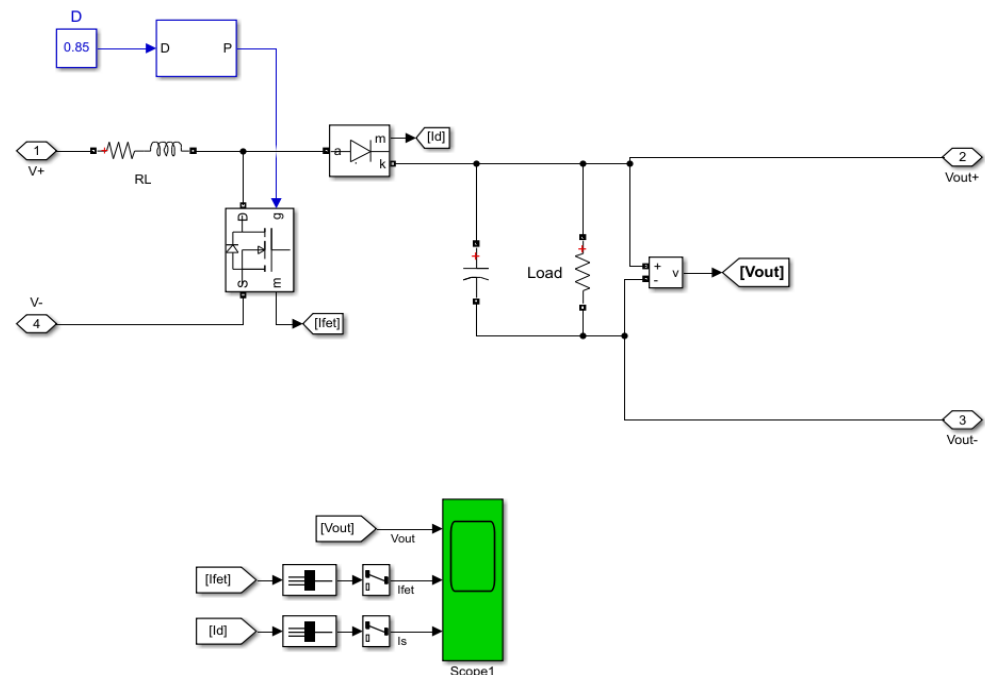 D
0.85
D
P
1
V+
RL
a
m
k
[Id]
2
Vout+
D
g
S
m
V-
4
[Ifet]
Load
+
-
v
[Vout]
3
Vout-
[Vout]
Vout
[Ifet]
Ifet
[Id]
Is
Scope1